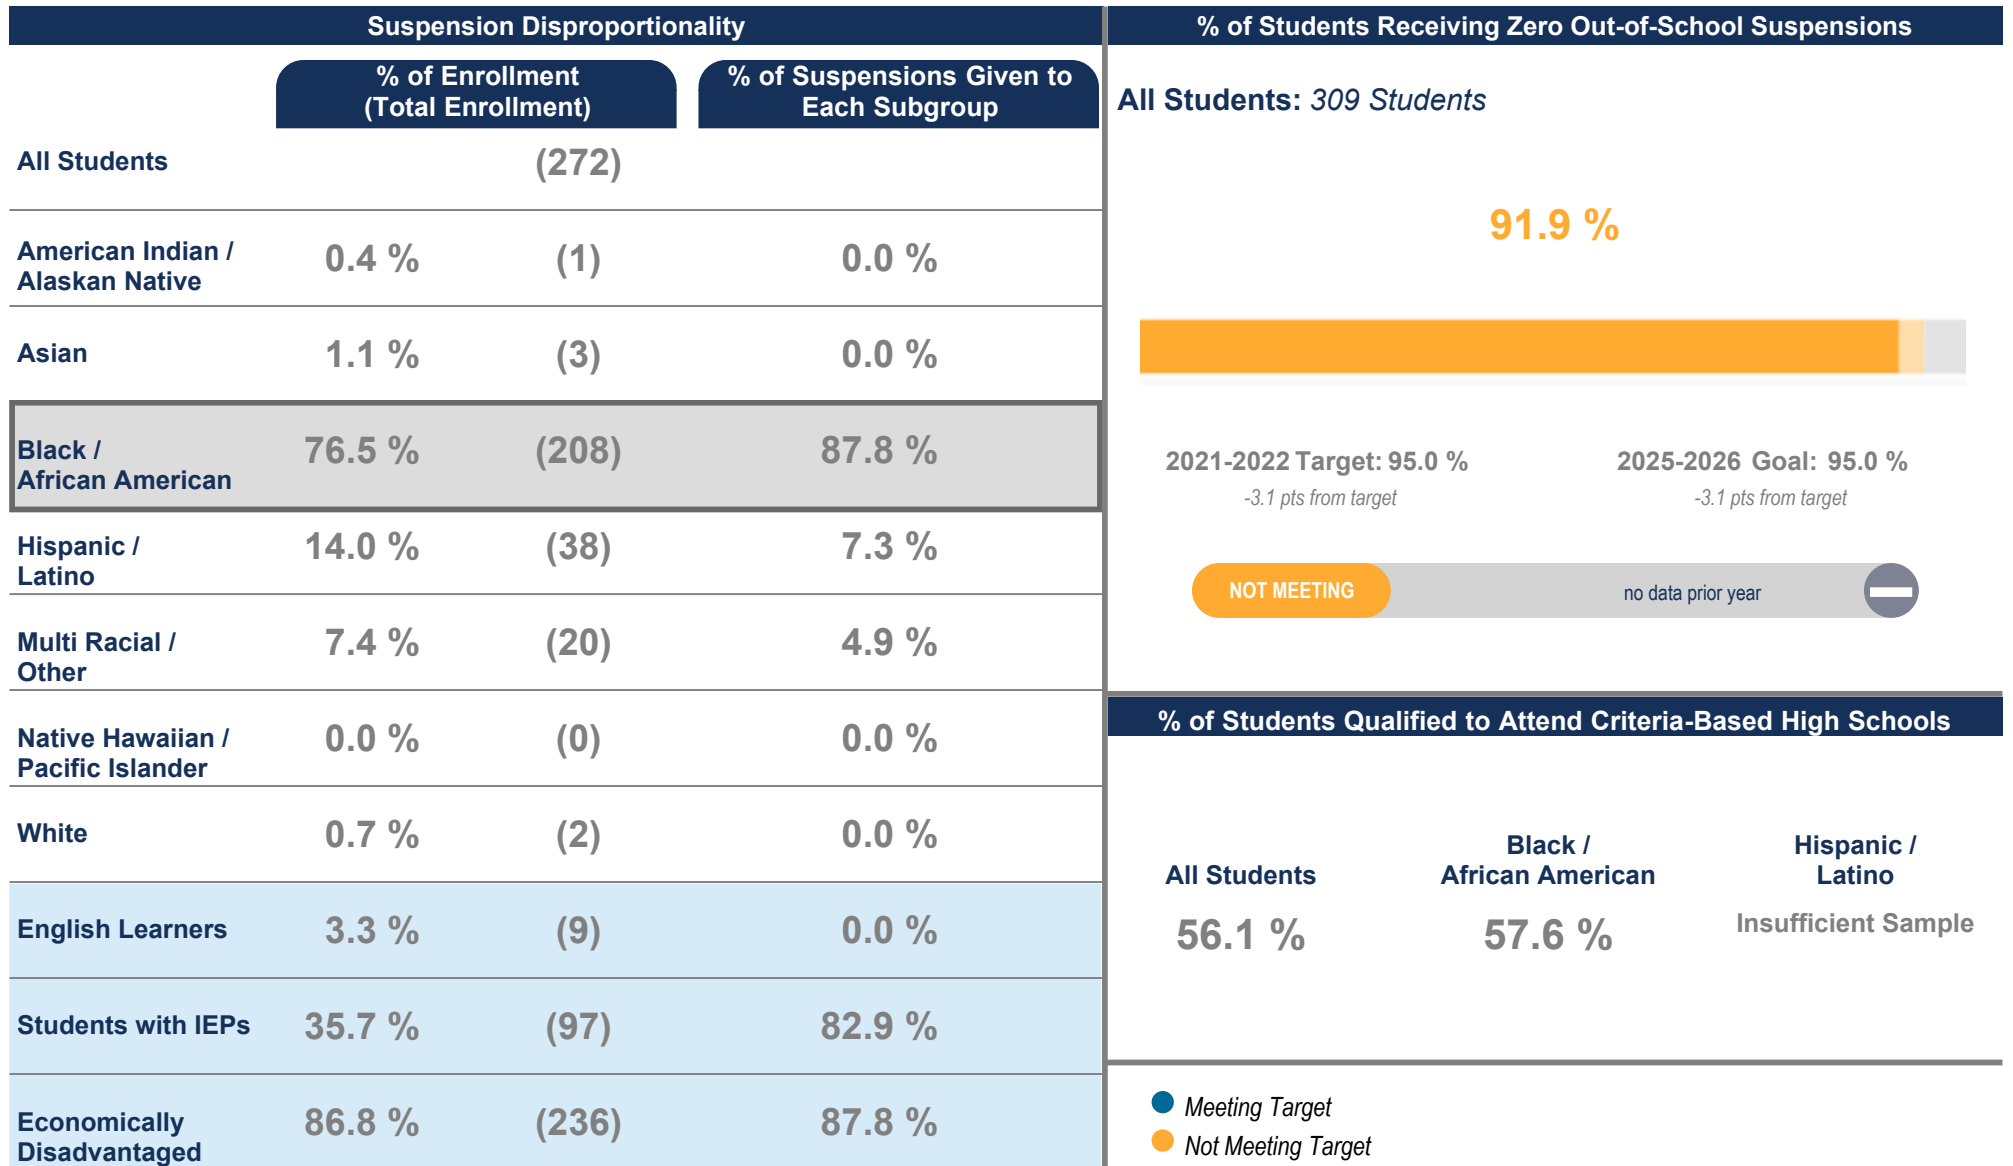 Suspension Disproportionality
% of Enrollment
(Total Enrollment)
% of Suspensions Given to
Each Subgroup
All Students (272)
American Indian /
Alaskan Native
0.4 % (1) 0.0 %
Asian 1.1 % (3) 0.0 %
Black /
African American
76.5 % (208) 87.8 %
Hispanic /
Latino
14.0 % (38) 7.3 %
Multi Racial /
Other
7.4 % (20) 4.9 %
Native Hawaiian /
Pacific Islander
0.0 % (0) 0.0 %
White 0.7 % (2) 0.0 %
English Learners 3.3 % (9) 0.0 %
Students with IEPs 35.7 % (97) 82.9 %
Economically
Disadvantaged
86.8 % (236) 87.8 %
% of Students Receiving Zero Out-of-School Suspensions
All Students: 309 Students
91.9 %
2021-2022 Target: 95.0 %
-3.1 pts from target
2025-2026 Goal: 95.0 %
-3.1 pts from target
NOT MEETING
no data prior year
% of Students Qualified to Attend Criteria-Based High Schools
All Students
56.1 %
Black /
African American
57.6 %
Hispanic /
Latino
Insufficient Sample
Meeting Target
Not Meeting Target